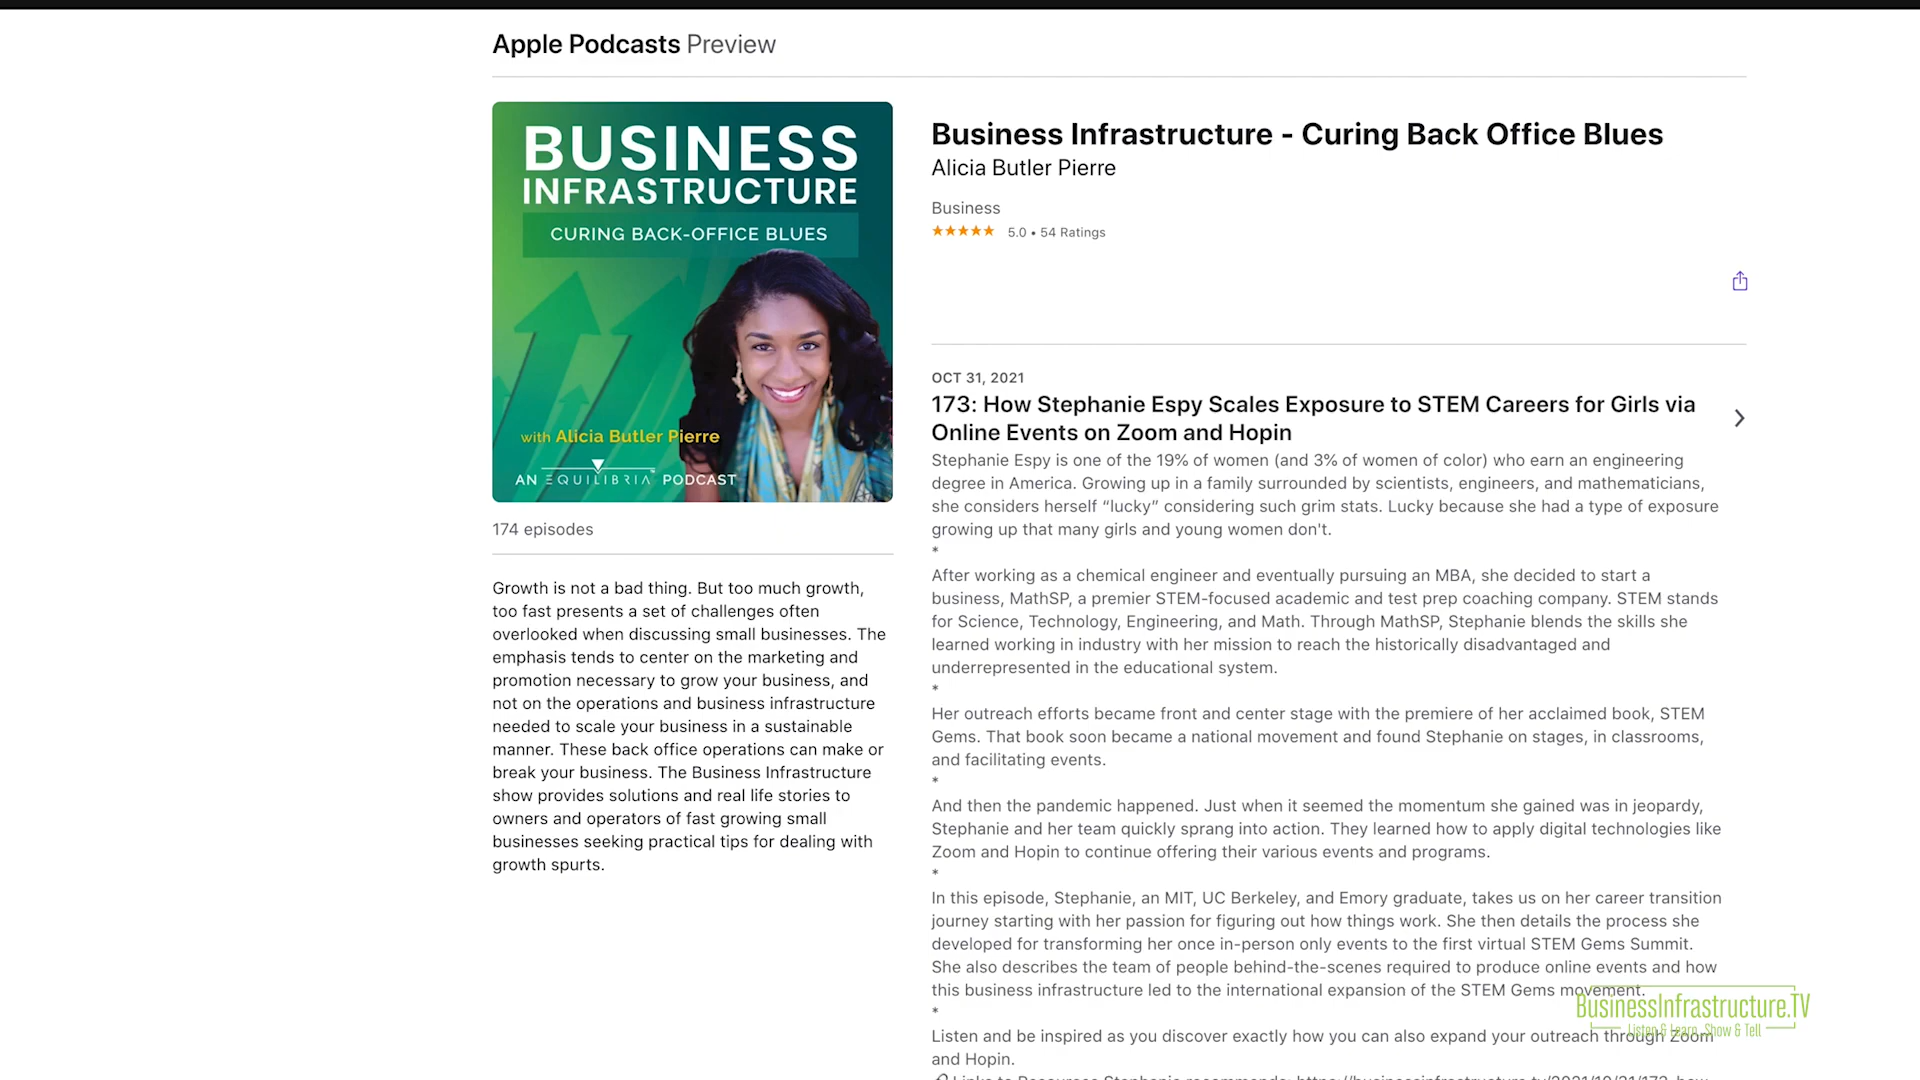 Apple Podcasts Preview
BUSINESS
INFRASTRUCTURE
CURING BACK-OFFICE BLUES
with Alicia Butler Pierre
AN EQUILIBRIA PODCAST
174 episodes
Growth is not a bad thing. But too much growth,
too fast presents a set of challenges often
overlooked when discussing small businesses. The
emphasis tends to center on the marketing and
promotion necessary to grow your business, and
not on the operations and business infrastructure
needed to scale your business in a sustainable
manner. These back office operations can make or
break your business. The Business Infrastructure
show provides solutions and real life stories to
owners and operators of fast growing small
businesses seeking practical tips for dealing with
growth spurts.
Business Infrastructure - Curing Back Office Blues
Alicia Butler Pierre
Business
★★★★★ 5.0 • 54 Ratings
OCT 31, 2021
173: How Stephanie Espy Scales Exposure to STEM Careers for Girls via
Online Events on Zoom and Hopin
Stephanie Espy is one of the 19% of women (and 3% of women of color) who earn an engineering
degree in America. Growing up in a family surrounded by scientists, engineers, and mathematicians,
she considers herself “lucky” considering such grim stats. Lucky because she had a type of exposure
growing up that many girls and young women don't.
*
After working as a chemical engineer and eventually pursuing an MBA, she decided to start a
business, MathSP, a premier STEM-focused academic and test prep coaching company. STEM stands
for Science, Technology, Engineering, and Math. Through MathSP, Stephanie blends the skills she
learned working in industry with her mission to reach the historically disadvantaged and
underrepresented in the educational system.
*
Her outreach efforts became front and center stage with the premiere of her acclaimed book, STEM
Gems. That book soon became a national movement and found Stephanie on stages, in classrooms,
and facilitating events.
*
And then the pandemic happened. Just when it seemed the momentum she gained was in jeopardy,
Stephanie and her team quickly sprang into action. They learned how to apply digital technologies like
Zoom and Hopin to continue offering their various events and programs.
*
In this episode, Stephanie, an MIT, UC Berkeley, and Emory graduate, takes us on her career transition
journey starting with her passion for figuring out how things work. She then details the process she
developed for transforming her once in-person only events to the first virtual STEM Gems Summit.
She also describes the team of people behind-the-scenes required to produce online events and how
this business infrastructure led to the international expansion of the STEM Gems movement.
*
Listen and be inspired as you discover exactly how you can also expand your outreach through Zoom
and Hopin.
Links to Resources Stephanie recommends: https://businessinfrastructure.tv/2021/10/31/173-how
BusinessInfrastructure.TV
Listen & Learn, Show & Tell